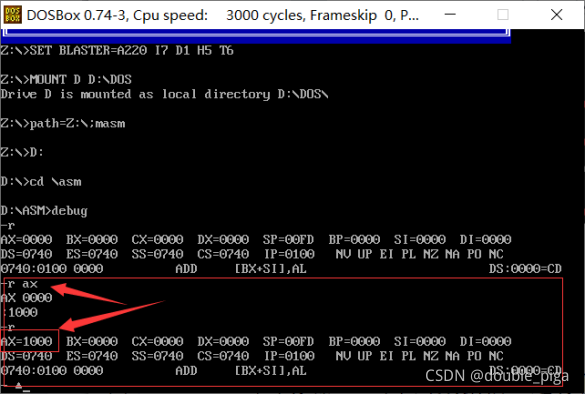 DOSBox 0.74-3, Cpu speed:    3000 cycles, Frameskip  0, P...
Z:\>SET BLASTER=A220 I7 D1 H5 T6
Z:\>MOUNT D D:\DOS
Drive D is mounted as local directory D:\DOS\
Z:\>path=Z:\;masm
Z:\>D:
D:\>cd \asm
D:\ASM>debug
-r
AX=0000  BX=0000  CX=0000  DX=0000  SP=00FD  BP=0000  SI=0000  DI=0000
DS=0740  ES=0740  SS=0740  CS=0740  IP=0100   NV UP EI PL NZ NA PO NC
0740:0100 0000          ADD     [BX+SI],AL                         DS:0000=CD
-r ax
AX 0000
:1000
-r
AX=1000  BX=0000  CX=0000  DX=0000  SP=00FD  BP=0000  SI=0000  DI=0000
DS=0740  ES=0740  SS=0740  CS=0740  IP=0100   NV UP EI PL NZ NA PO NC
0740:0100 0000          ADD     [BX+SI],AL                         DS:0000=CD
-
CSDN @double_piga